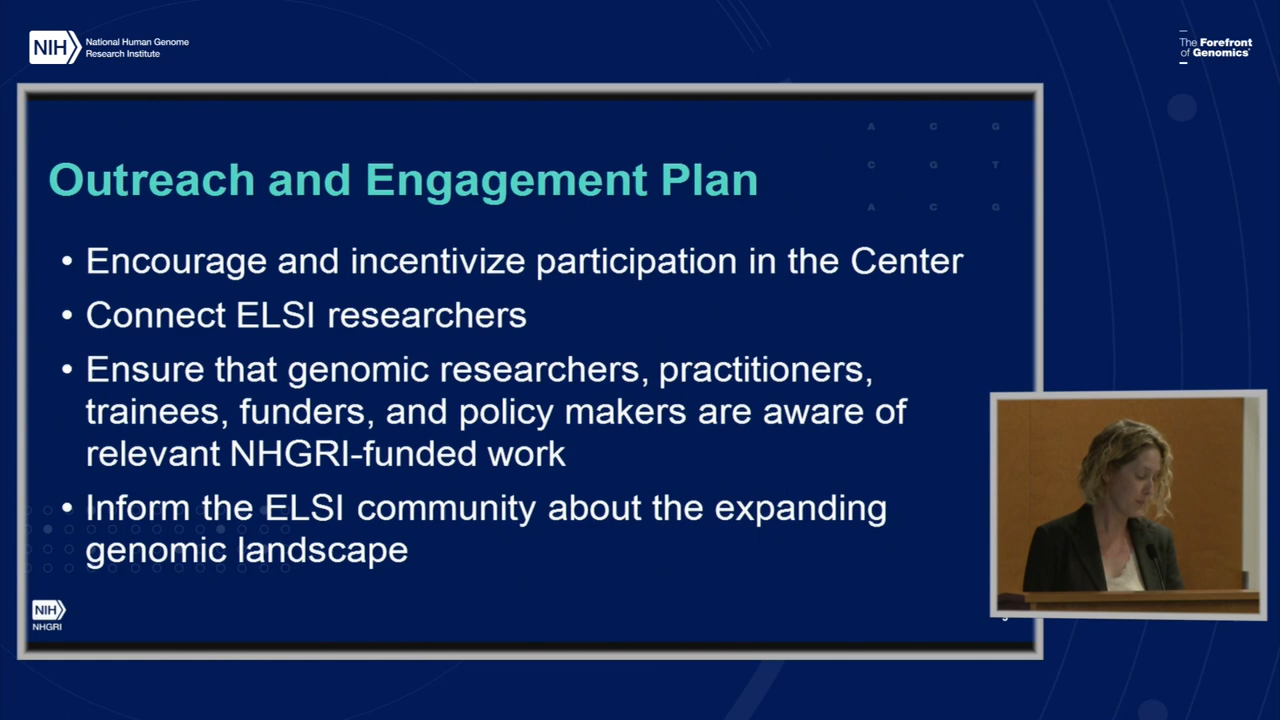 NIH
National Human Genome
Research Institute
The Forefront
of Genomics
A C G
C G T
A C G
Outreach and Engagement Plan
• Encourage and incentivize participation in the Center
• Connect ELSI researchers
• Ensure that genomic researchers, practitioners,
trainees, funders, and policy makers are aware of
relevant NHGRI-funded work
• Inform the ELSI community about the expanding
genomic landscape
NIH
NHGRI